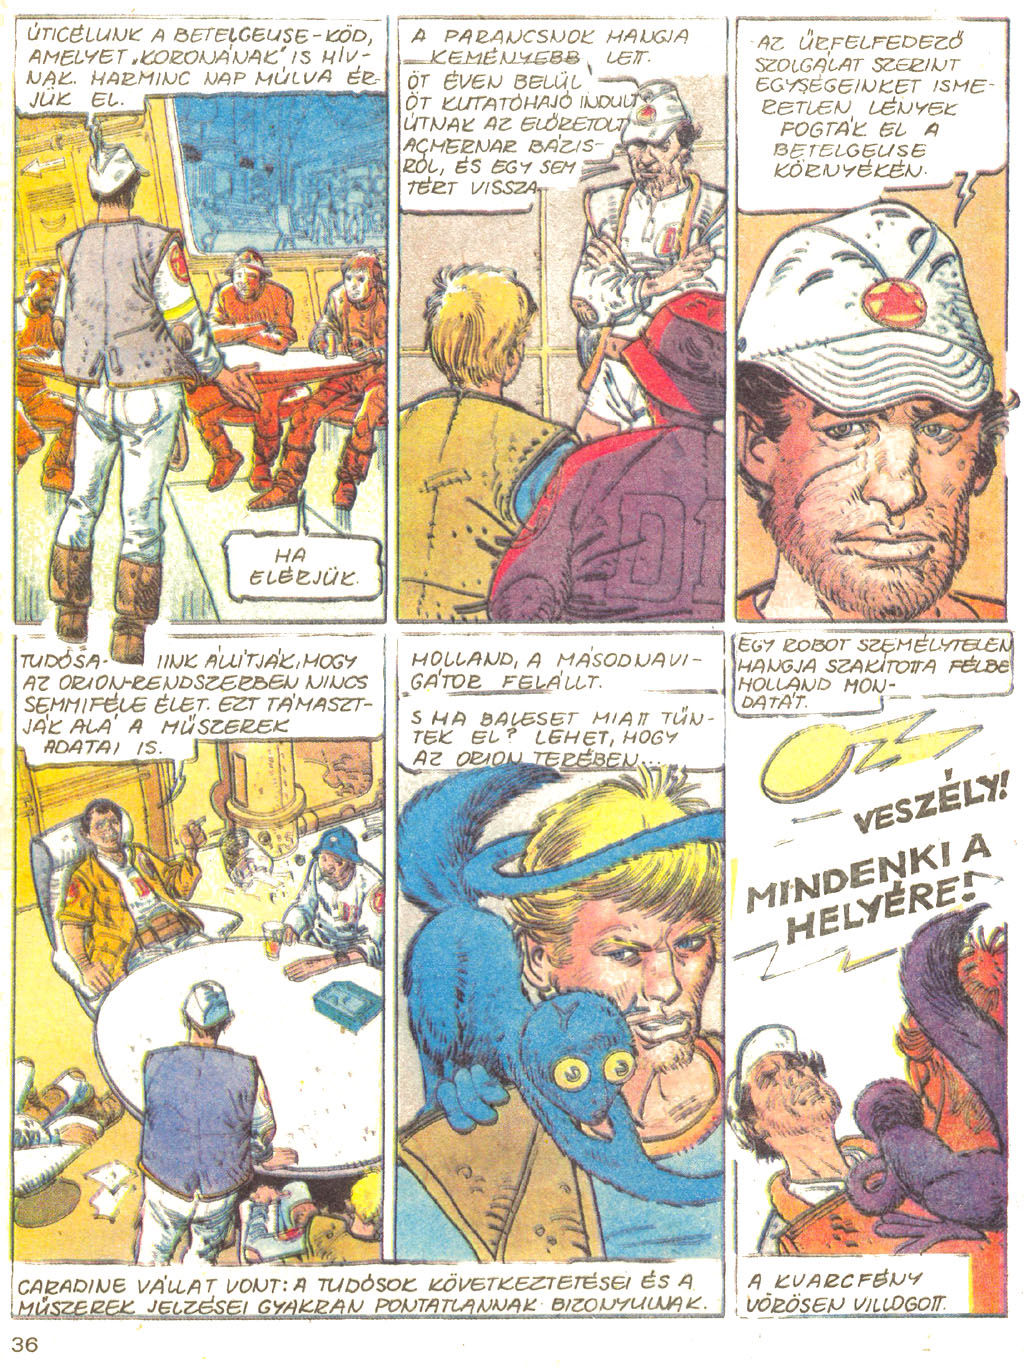 ÚTICÉLUNK A BETELGEUSE-KÖD,
AMELYET „KORONÁNAK" IS HÍV-
NAK. HARMINC NAP MÚLVA ÉR-
JÜK EL.
HA
ELÉRJÜK.
A PARANCSNOK HANGJA
KEMÉNYEBB LETT.
ÖT ÉVEN BELÜL
ÖT KUTATÓHAJÓ INDULT
ÚTNAK AZ ELŐRETOLT
ACMERNAR BÁZIS-
RÓL, ÉS EGY SEM
TÉRT VISSZA.
AZ ŰRFELFEDEZŐ
SZOLGÁLAT SZERINT
EGYSÉGEINKET ISME-
RETLEN LÉNYEK
FOGTÁK EL A
BETELGEUSE
KÖRNYÉKÉN.
TUDÓSA- INK ÁLLÍTJÁK, HOGY
AZ ORION-RENDSZERBEN NINCS
SEMMIFÉLE ÉLET. EZT TÁMASZT-
JÁK ALÁ A MŰSZEREK
ADATAI IS.
HOLLAND, A MÁSODNAVI-
GÁTOR FELÁLLT.
S HA BALESET MIATT TŰN-
TEK EL? LEHET, HOGY
AZ ORION TERÉBEN...
EGY ROBOT SZEMÉLYTELEN
HANGJA SZAKÍTOTTA FÉLBE
HOLLAND MON-
DATÁT.
VESZÉLY!
MINDENKI A
HELYÉRE!
CARADINE VÁLLAT VONT: A TUDÓSOK KÖVETKEZTETÉSEI ÉS A
MŰSZEREK JELZÉSEI GYAKRAN PONTATLANNAK BIZONYULNAK.
A KVARCFÉNY
VÖRÖSEN VILLOGOTT.
36